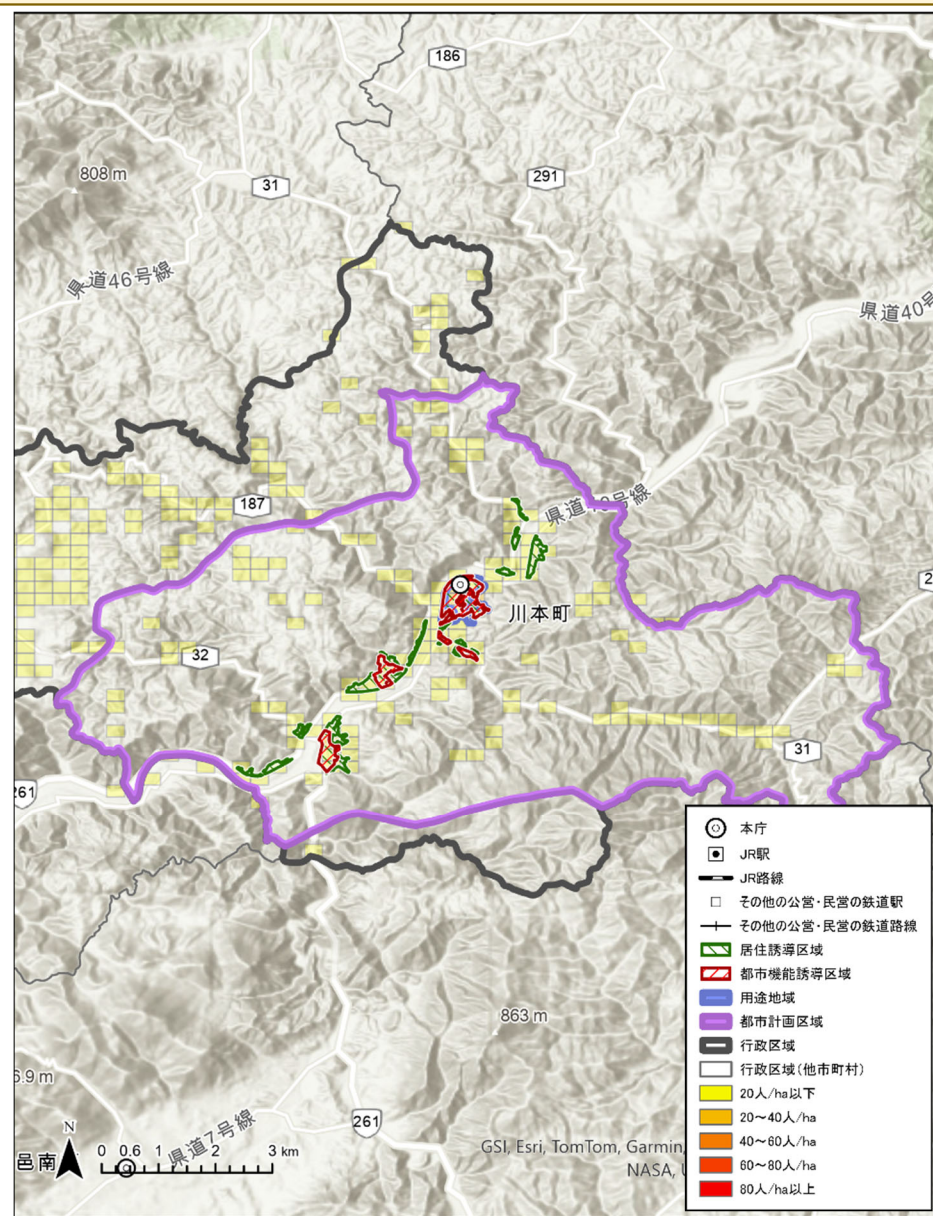 186
808 m
31
291
県道46号線
県道40号
187
県道40号線
川本町
32
31
261
863 m
6.9 m
県道7号線
261
N
邑南
0 0.6 1 2 3 km
GSI, Esri, TomTom, Garmin,
NASA, U
本庁
JR駅
JR路線
その他の公営・民営の鉄道駅
その他の公営・民営の鉄道路線
居住誘導区域
都市機能誘導区域
用途地域
都市計画区域
行政区域
行政区域(他市町村)
20人/ha以下
20～40人/ha
40～60人/ha
60～80人/ha
80人/ha以上